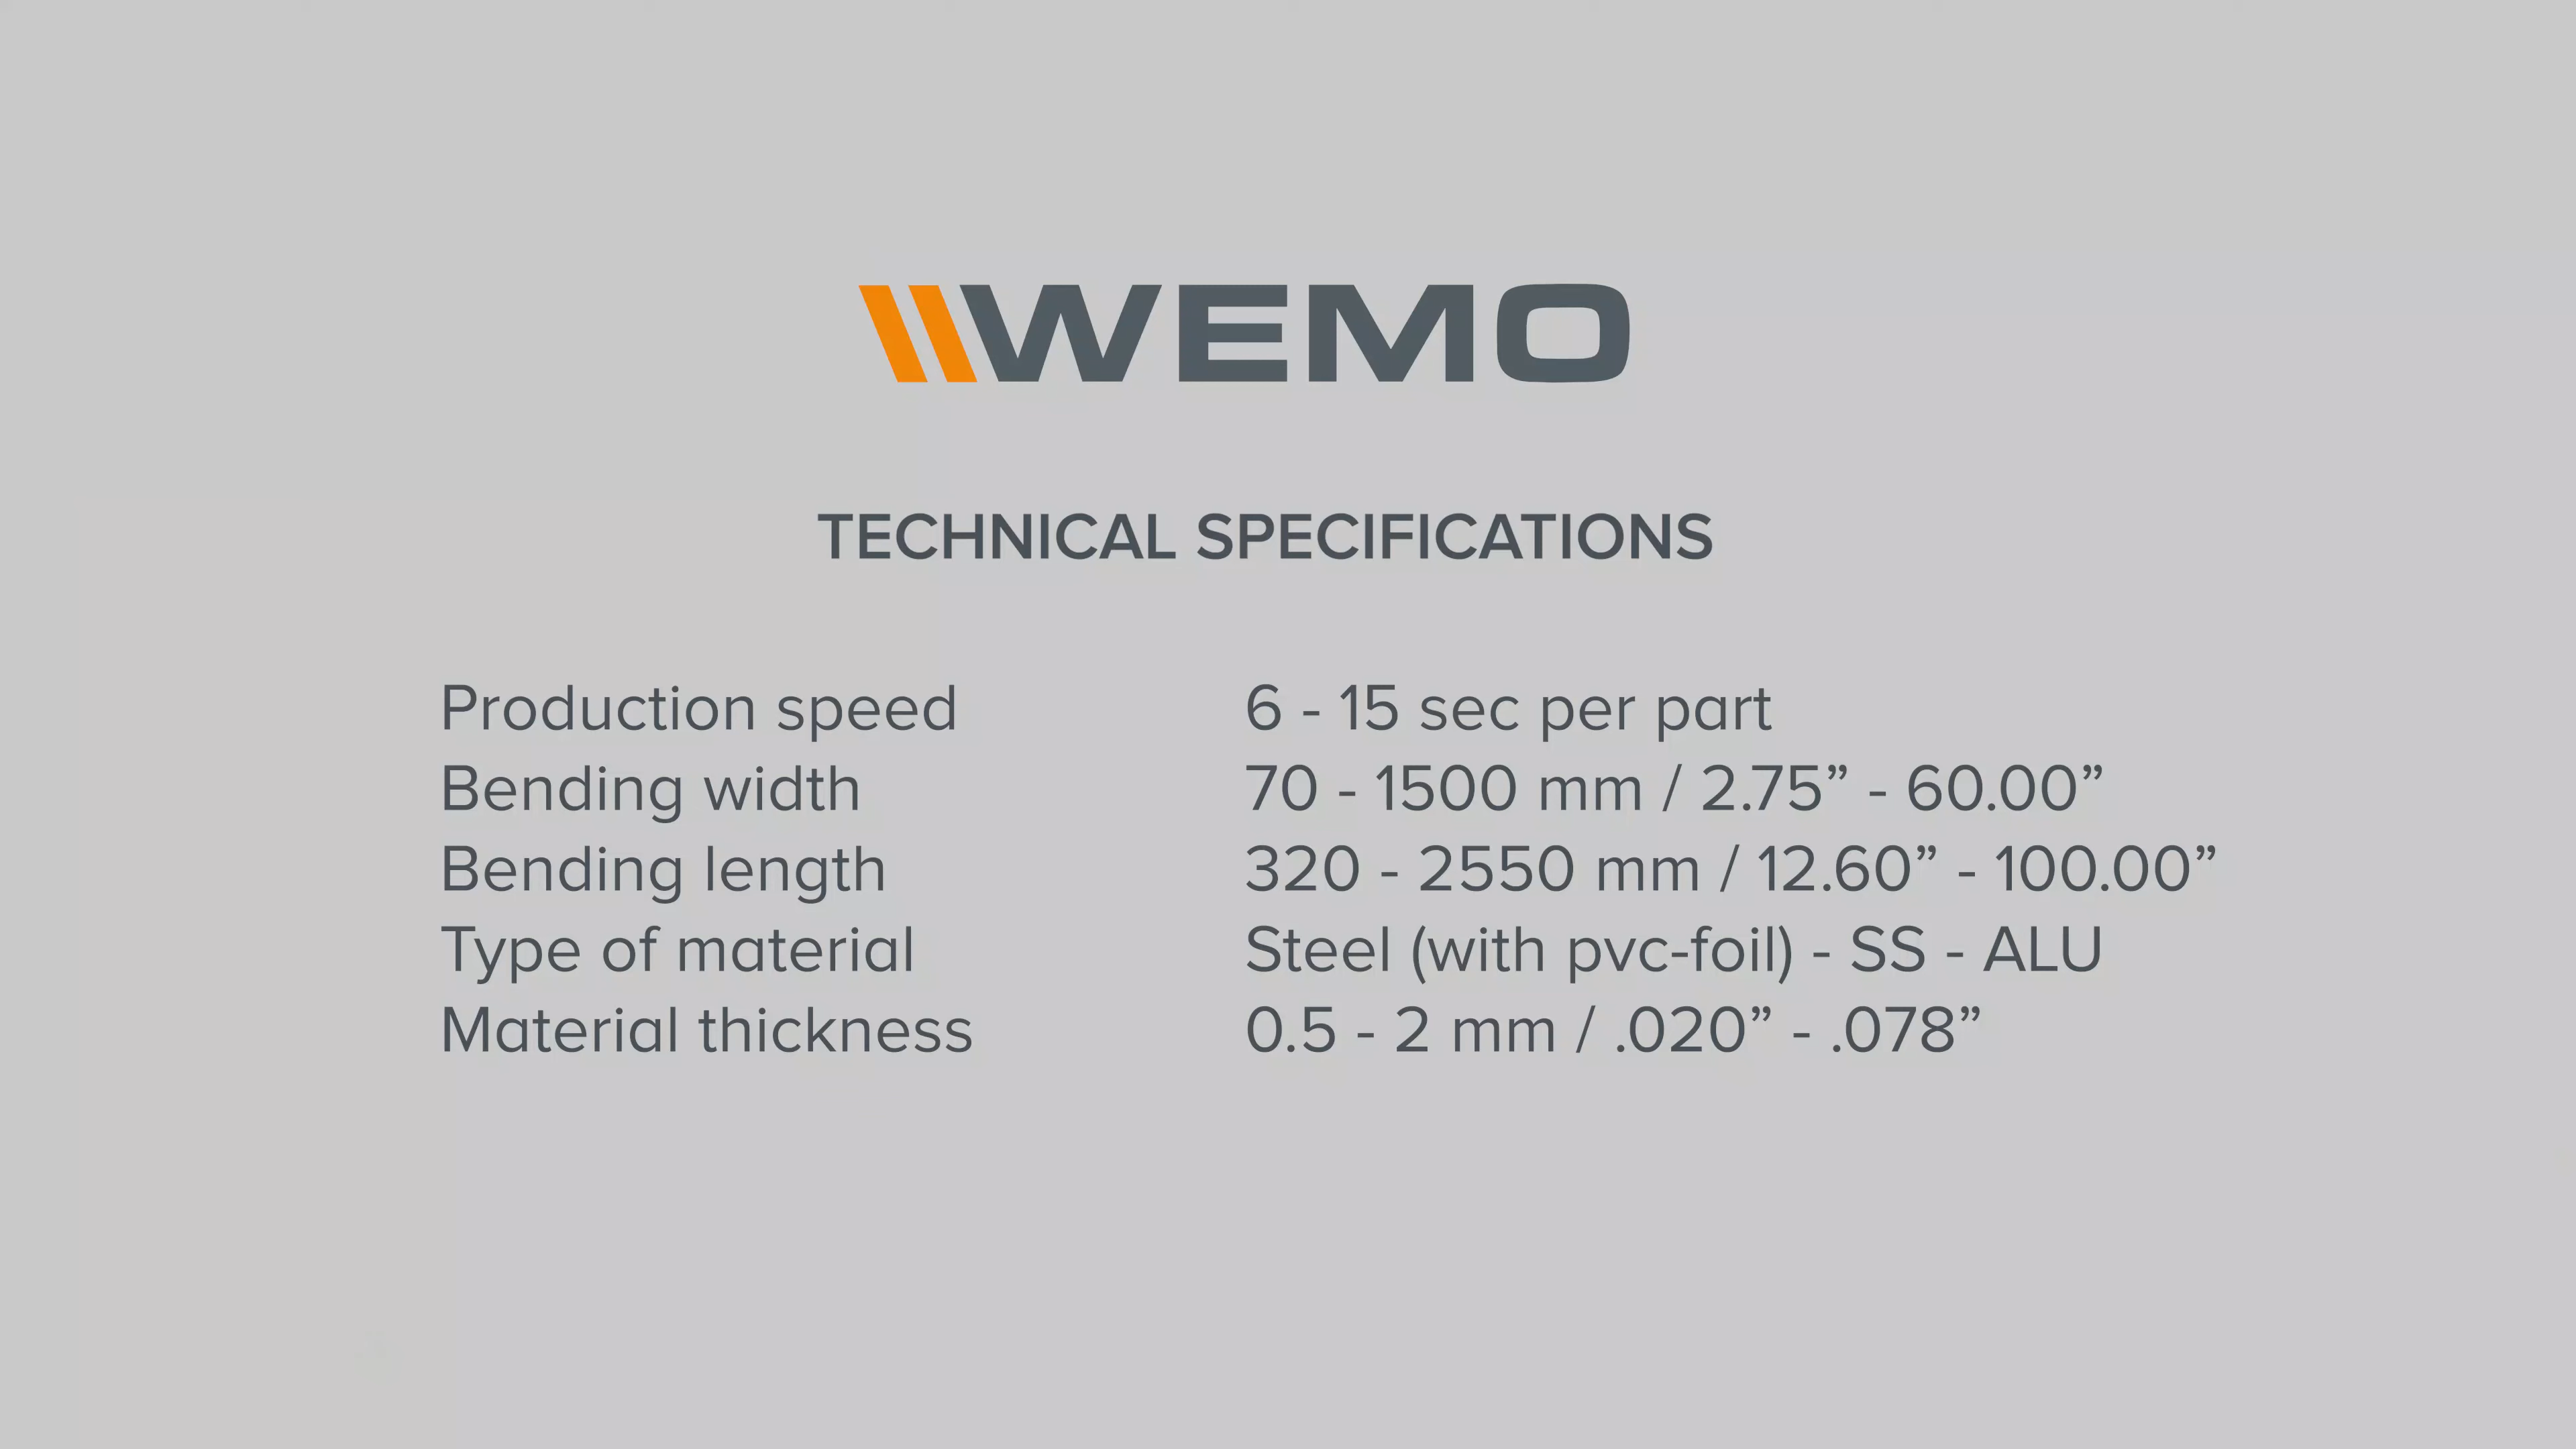 WEMO
TECHNICAL SPECIFICATIONS
Production speed 6 - 15 sec per part
Bending width 70 - 1500 mm / 2.75” - 60.00”
Bending length 320 - 2550 mm / 12.60” - 100.00”
Type of material Steel (with pvc-foil) - SS - ALU
Material thickness 0.5 - 2 mm / .020” - .078”